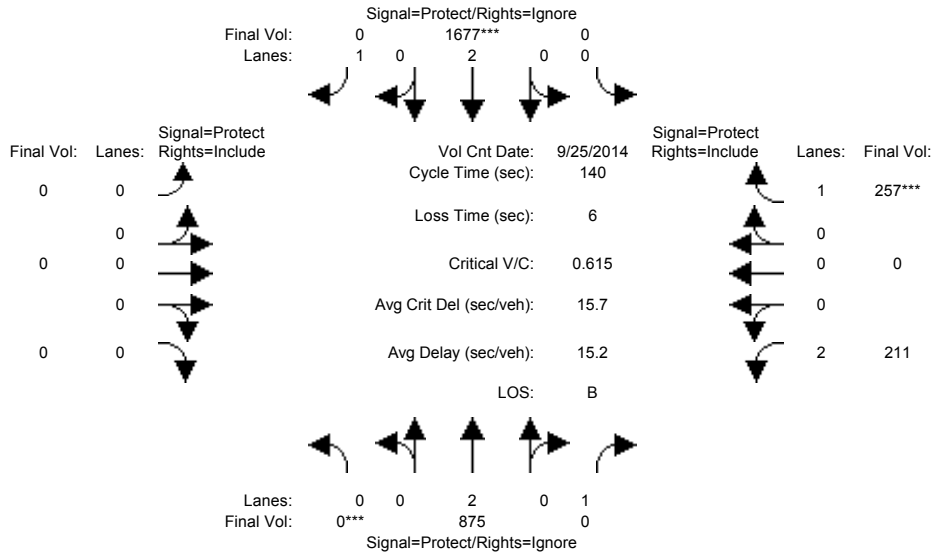 Signal=Protect/Rights=Ignore
Final Vol: 0 1677*** 0
Lanes: 1 0 2 0 0
Signal=Protect Signal=Protect
Final Vol: Lanes: Rights=Include Vol Cnt Date: 9/25/2014 Rights=Include Lanes: Final Vol:
Cycle Time (sec): 140
0 0 1 257***
Loss Time (sec): 6
0 0
0 0 Critical V/C: 0.615 0 0
0 Avg Crit Del (sec/veh): 15.7 0
0 0 Avg Delay (sec/veh): 15.2 2 211
LOS: B
Lanes: 0 0 2 0 1
Final Vol: 0*** 875 0
Signal=Protect/Rights=Ignore